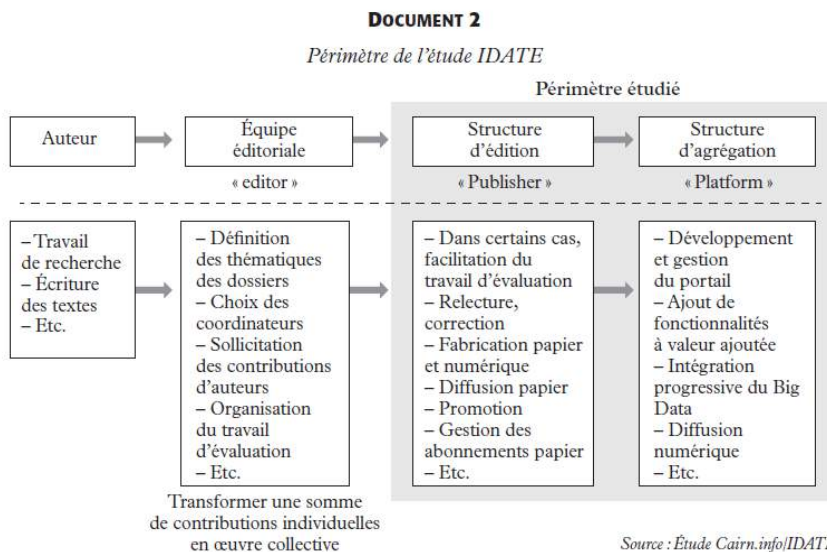 DOCUMENT 2
Périmètre de l'étude IDATE
Périmètre étudié
Auteur
Équipe
éditoriale
Structure
d'édition
Structure
d'agrégation
« editor »
« Publisher »
« Platform »
– Travail
de recherche
– Écriture
des textes
– Etc.
– Définition
des thématiques
des dossiers
– Choix des
coordinateurs
– Sollicitation
des contributions
d'auteurs
– Organisation
du travail
d'évaluation
– Etc.
– Dans certains cas,
facilitation du
travail d'évaluation
– Relecture,
correction
– Fabrication papier
et numérique
– Diffusion papier
– Promotion
– Gestion des
abonnements papier
– Etc.
– Développement
et gestion
du portail
– Ajout de
fonctionnalités
à valeur ajoutée
– Intégration
progressive du Big
Data
– Diffusion
numérique
– Etc.
Transformer une somme
de contributions individuelles
en œuvre collective
Source : Étude Cairn.info/IDATE